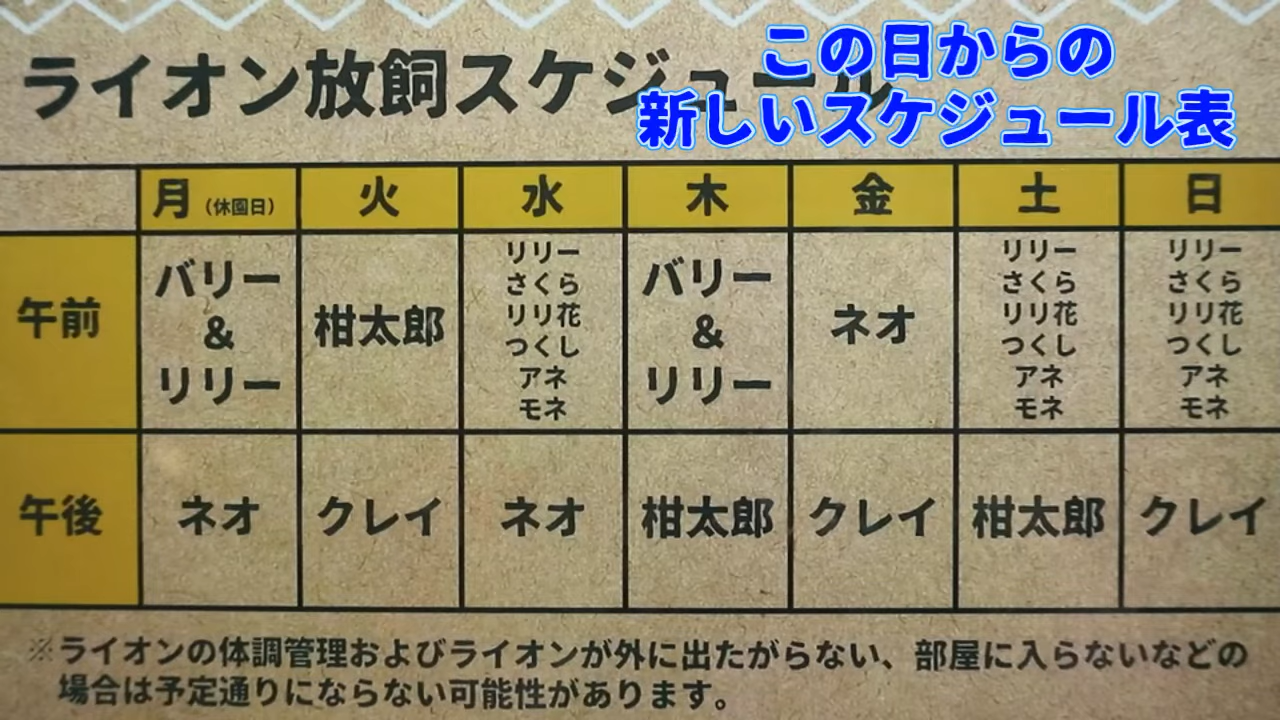 ライオン放飼スケジュール
この日からの
新しいスケジュール表
月（休園日） 火 水 木 金 土 日
午前
バリー
&
リリー
柑太郎
リリー
さくら
リリ花
つくし
アネ
モネ
バリー
&
リリー
ネオ
リリー
さくら
リリ花
つくし
アネ
モネ
リリー
さくら
リリ花
つくし
アネ
モネ
午後 ネオ クレイ ネオ 柑太郎 クレイ 柑太郎 クレイ
※ライオンの体調管理およびライオンが外に出たがらない、部屋に入らないなどの
場合は予定通りにならない可能性があります。